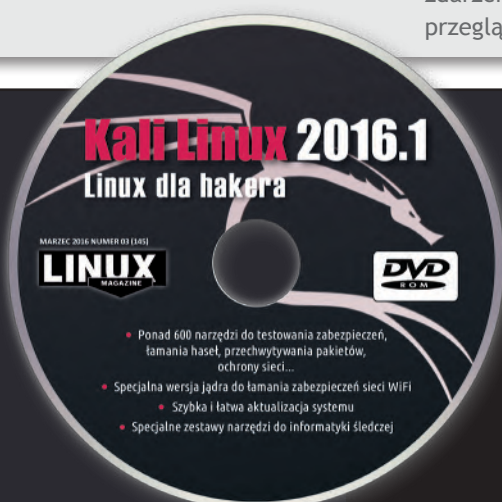 przeglą
Kali Linux 2016.1
Linux dla hakera
MARZEC 2016 NUMER 03 (145)
LINUX
MAGAZINE
DVD
ROM
• Ponad 600 narzędzi do testowania zabezpieczeń,
łamania haseł, przechwytywania pakietów,
ochrony sieci...
• Specjalna wersja jądra do łamania zabezpieczeń sieci WiFi
• Szybka i łatwa aktualizacja systemu
• Specjalne zestawy narzędzi do informatyki śledczej